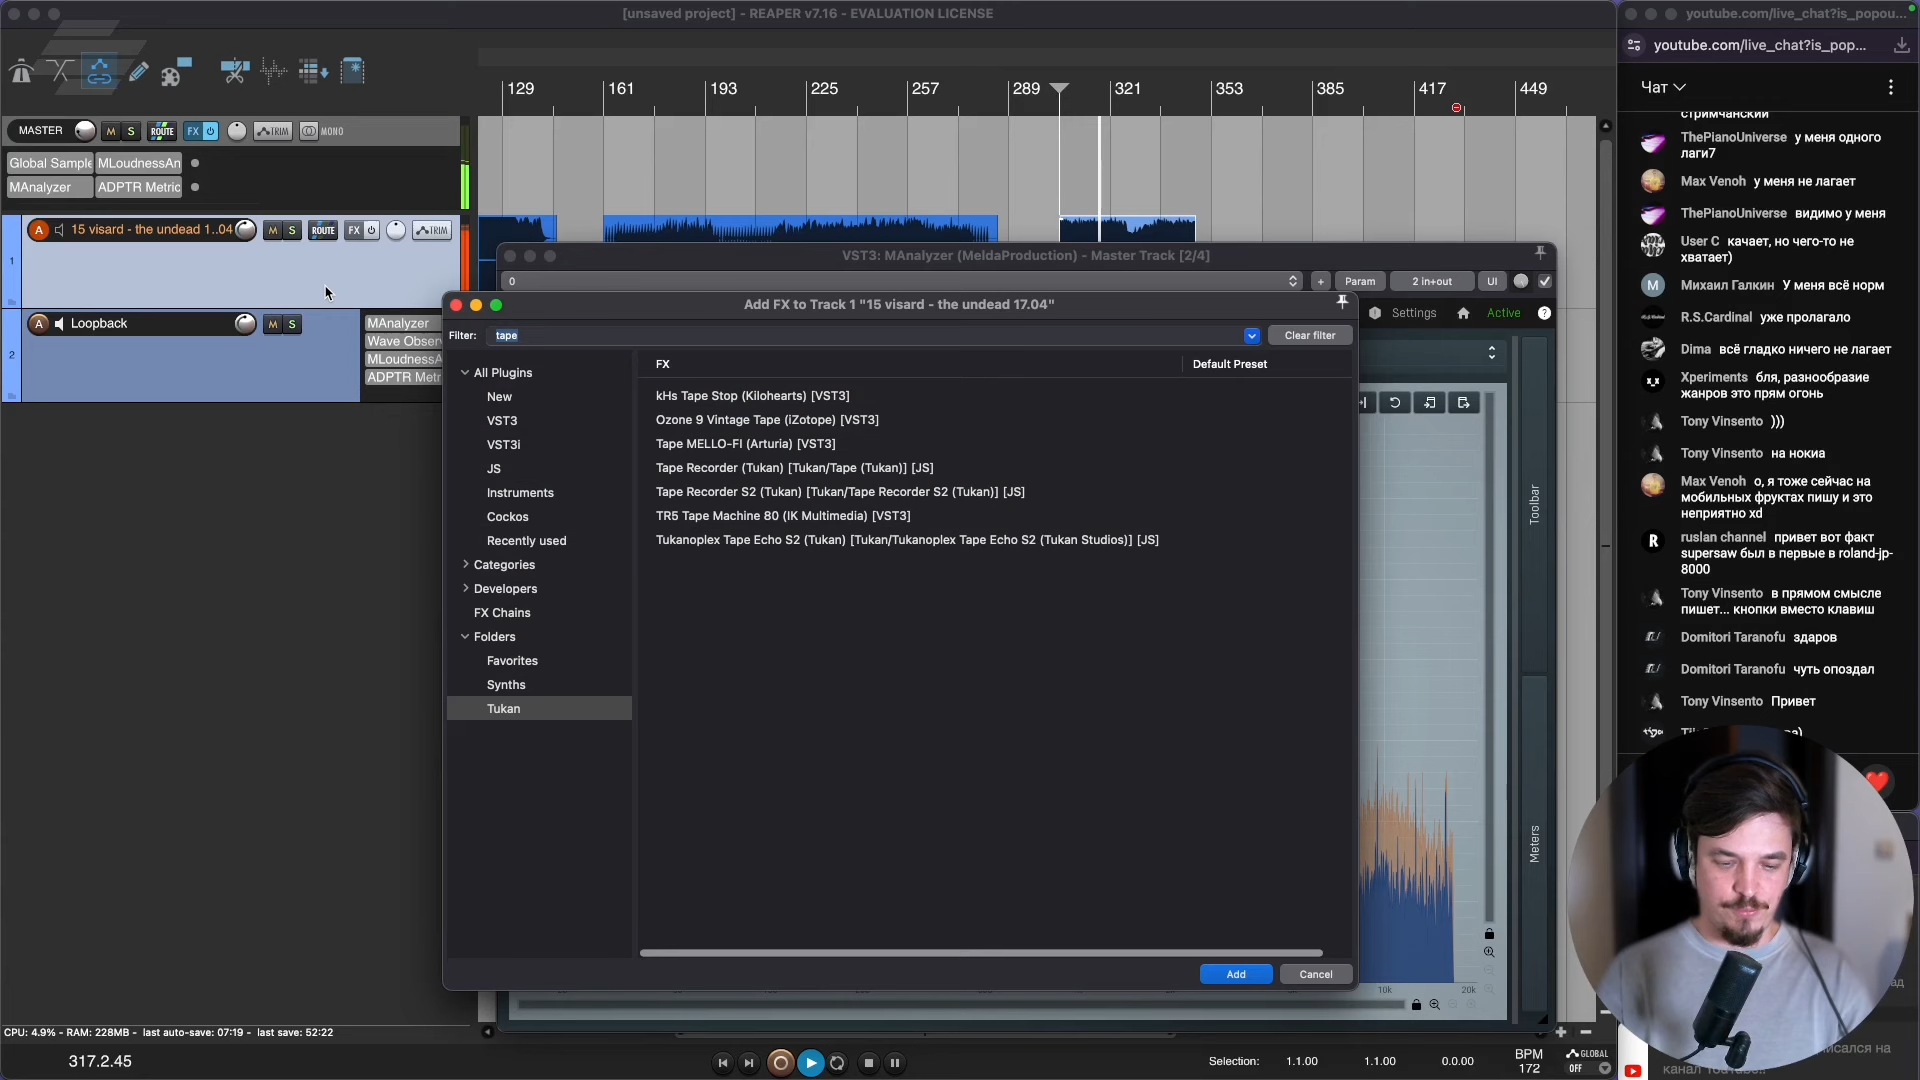 [unsaved project] - REAPER v7.16 - EVALUATION LICENSE
129 161 193 225 257 289 321 353 385 417 449
MASTER M S ROUTE FX TRIM MONO
Global Sample MLoudnessAn
MAnalyzer ADPTR Metric
A 15 visard - the undead 1..04 M S ROUTE FX TRIM
1
A Loopback M S MAnalyzer
Wave Observ
MLoudnessA
ADPTR Metr
2
VST3: MAnalyzer (MeldaProduction) - Master Track [2/4]
0 + Param 2 in+out UI
Settings Active ?
Toolbar
Meters
10k 20k
Add FX to Track 1 "15 visard - the undead 17.04"
Filter: tape Clear filter
All Plugins
New
VST3
VST3i
JS
Instruments
Cockos
Recently used
Categories
Developers
FX Chains
Folders
Favorites
Synths
Tukan
FX Default Preset
kHs Tape Stop (Kilohearts) [VST3]
Ozone 9 Vintage Tape (iZotope) [VST3]
Tape MELLO-FI (Arturia) [VST3]
Tape Recorder (Tukan) [Tukan/Tape (Tukan)] [JS]
Tape Recorder S2 (Tukan) [Tukan/Tape Recorder S2 (Tukan)] [JS]
TR5 Tape Machine 80 (IK Multimedia) [VST3]
Tukanoplex Tape Echo S2 (Tukan) [Tukan/Tukanoplex Tape Echo S2 (Tukan Studios)] [JS]
Add Cancel
CPU: 4.9% - RAM: 228MB - last auto-save: 07:19 - last save: 52:22
317.2.45
Selection: 1.1.00 1.1.00 0.0.00
BPM
172
GLOBAL
OFF
youtube.com/live_chat?is_popou...
youtube.com/live_chat?is_pop...
Чат
стримчанский
ThePianoUniverse у меня одного
лаги7
Max Venoh у меня не лагает
ThePianoUniverse видимо у меня
User C качает, но чего-то не
хватает)
М Михаил Галкин У меня всё норм
R.S.Cardinal уже пролагало
Dima всё гладко ничего не лагает
Xperiments бля, разнообразие
жанров это прям огонь
Tony Vinsento )))
Tony Vinsento на нокиа
Max Venoh о, я тоже сейчас на
мобильных фруктах пишу и это
неприятно xd
R ruslan channel привет вот факт
supersaw был в первые в roland-jp-
8000
Tony Vinsento в прямом смысле
пишет... кнопки вместо клавиш
Domitori Taranofu здаров
Domitori Taranofu чуть опоздал
Tony Vinsento Привет